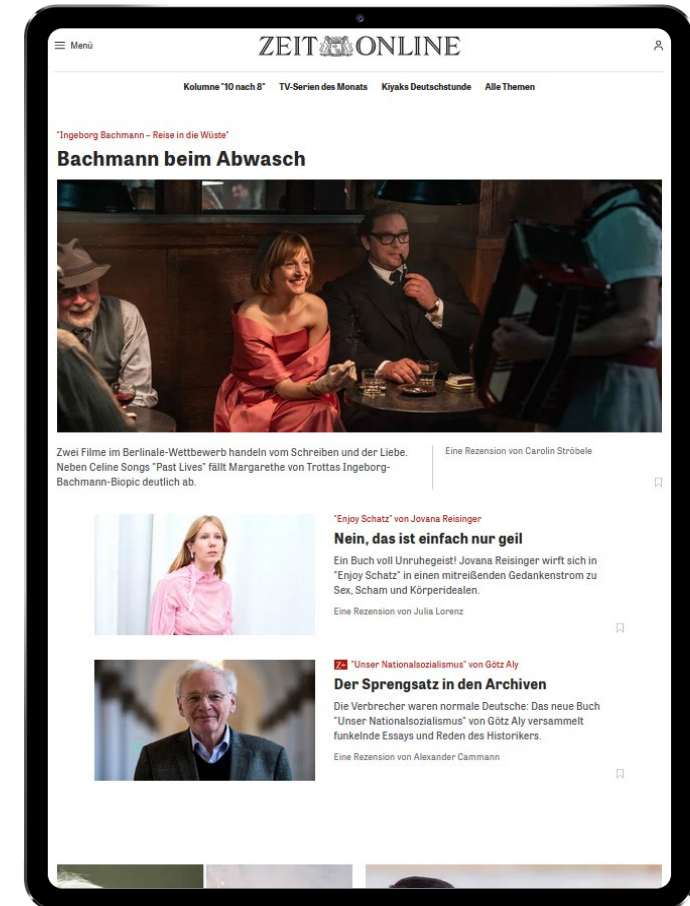 Menü
ZEIT ONLINE
Kolumne "10 nach 8" TV-Serien des Monats Kiyaks Deutschstunde Alle Themen
"Ingeborg Bachmann – Reise in die Wüste"
Bachmann beim Abwasch
Zwei Filme im Berlinale-Wettbewerb handeln vom Schreiben und der Liebe.
Neben Celine Songs "Past Lives" fällt Margarethe von Trottas Ingeborg-
Bachmann-Biopic deutlich ab.
Eine Rezension von Carolin Ströbele
"Enjoy Schatz" von Jovana Reisinger
Nein, das ist einfach nur geil
Ein Buch voll Unruhegeist! Jovana Reisinger wirft sich in
"Enjoy Schatz" in einen mitreißenden Gedankenstrom zu
Sex, Scham und Körperidealen.
Eine Rezension von Julia Lorenz
Z+ "Unser Nationalsozialismus" von Götz Aly
Der Sprengsatz in den Archiven
Die Verbrecher waren normale Deutsche: Das neue Buch
"Unser Nationalsozialismus" von Götz Aly versammelt
funkelnde Essays und Reden des Historikers.
Eine Rezension von Alexander Cammann